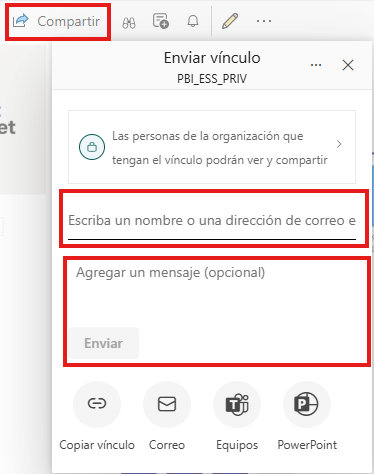 Compartir
Enviar vínculo
PBI_ESS_PRIV
et
Las personas de la organización que
tengan el vínculo podrán ver y compartir
Escriba un nombre o una dirección de correo e
Agregar un mensaje (opcional)
Enviar
Copiar vínculo
Correo
Equipos
PowerPoint